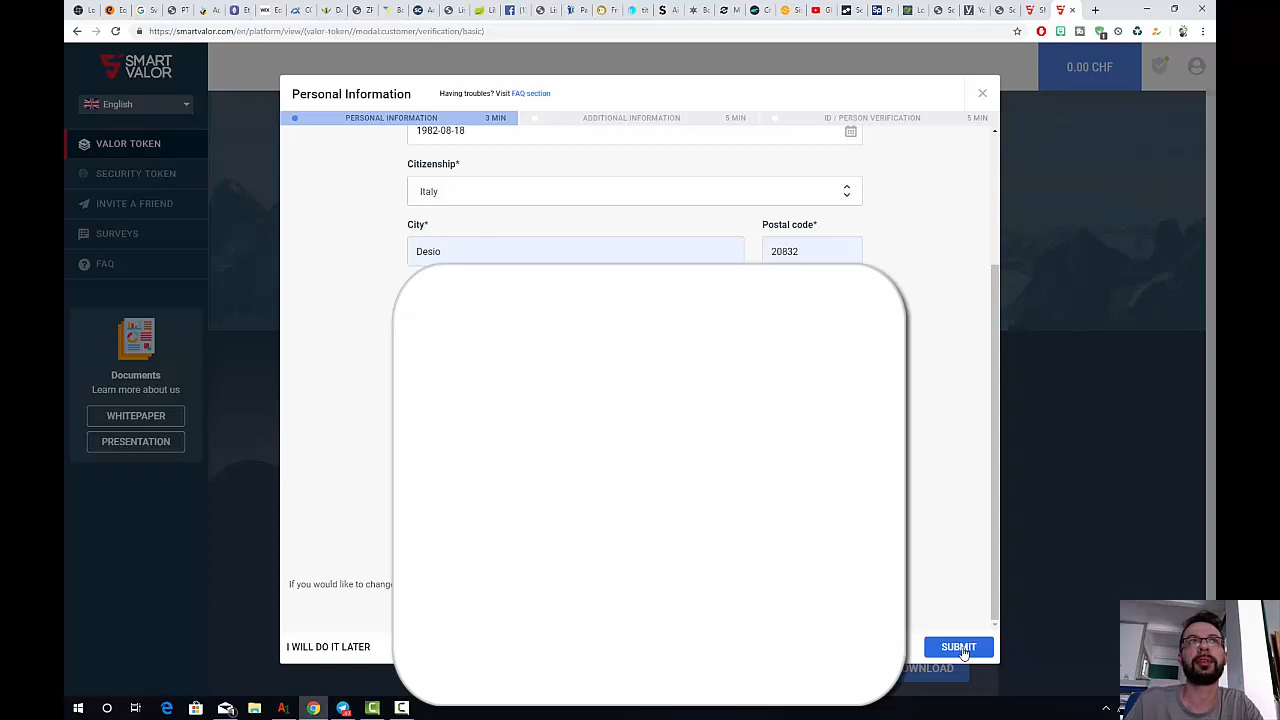 https://smartvalor.com/en/platform/view/(valor-token//modal:customer/verification/basic)
SMART
VALOR
0.00 CHF
English
VALOR TOKEN
SECURITY TOKEN
INVITE A FRIEND
SURVEYS
FAQ
Documents
Learn more about us
WHITEPAPER
PRESENTATION
Personal Information
Having troubles? Visit FAQ section
PERSONAL INFORMATION 3 MIN
ADDITIONAL INFORMATION 5 MIN
ID / PERSON VERIFICATION 5 MIN
1982-08-18
Citizenship*
Italy
City*
Postal code*
Desio
20832
If you would like to change
I WILL DO IT LATER
SUBMIT